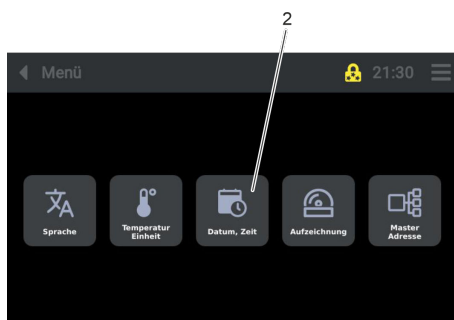 2
Menü
21:30
Sprache
Temperatur
Einheit
Datum, Zeit
Aufzeichnung
Master
Adresse